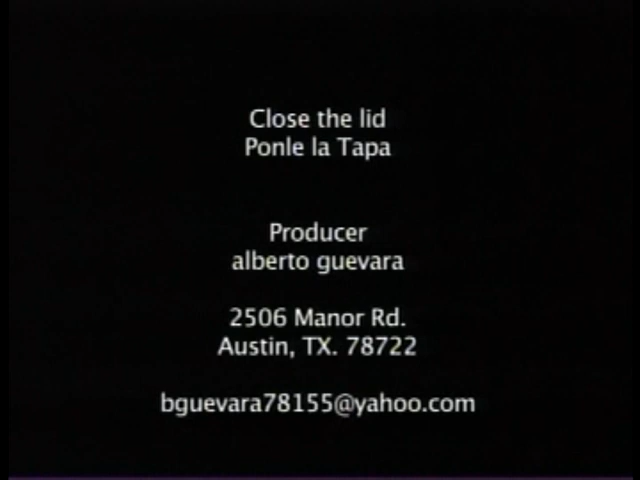 Close the lid
Ponle la Tapa
Producer
alberto guevara
2506 Manor Rd.
Austin, TX. 78722
bguevara78155@yahoo.com